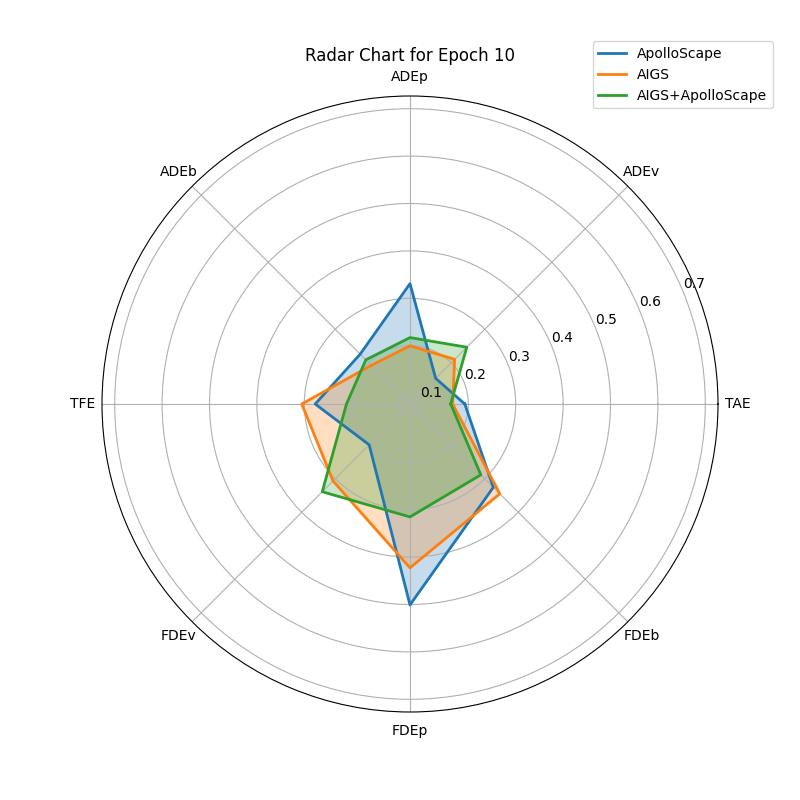 Radar Chart for Epoch 10
ApolloScape
AIGS
AIGS+ApolloScape
ADEp
ADEb
ADEv
0.7
0.6
0.5
0.4
0.3
0.2
0.1
TFE
TAE
FDEv
FDEb
FDEp